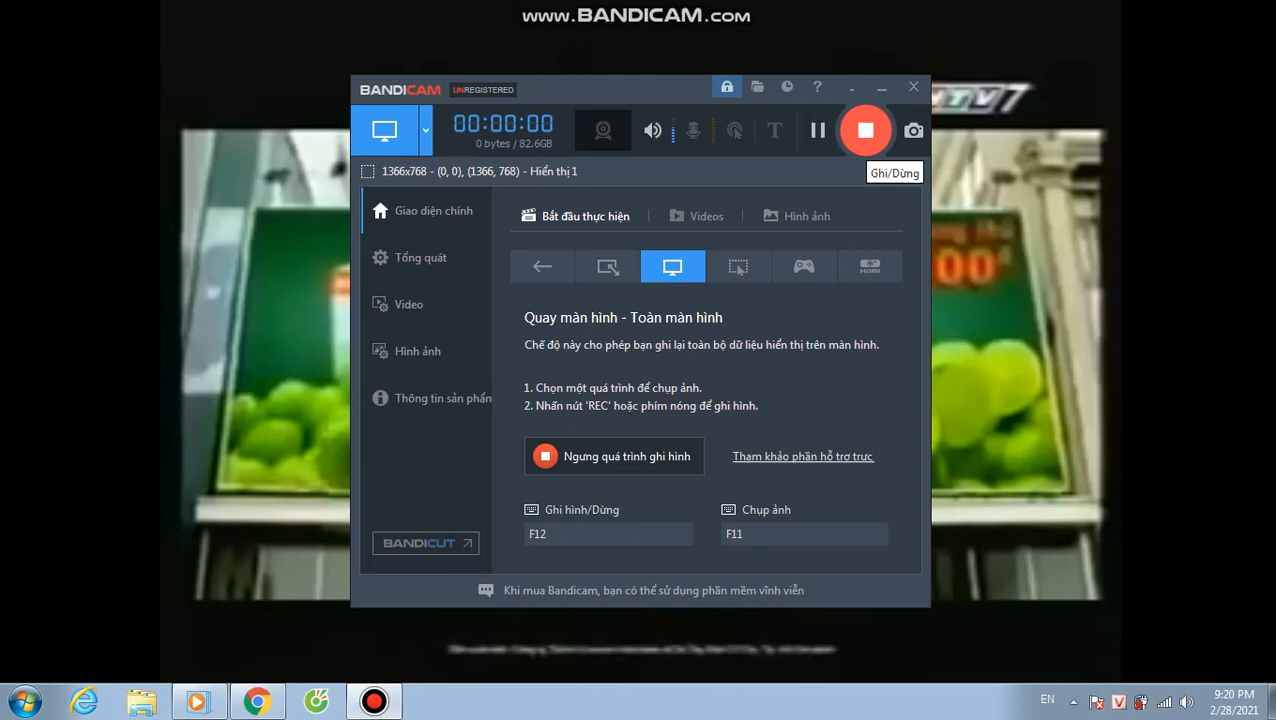 www.BANDICAM.COM
BANDICAM UNREGISTERED
00:00:00
0 bytes / 82.6GB
T
1366x768 - (0, 0), (1366, 768) - Hiển thị 1
Ghi/Dừng
Giao diện chính
Tổng quát
Video
Hình ảnh
Thông tin sản phẩm
BANDICUT
Bắt đầu thực hiện
Videos
Hình ảnh
HDMI
Quay màn hình - Toàn màn hình
Chế độ này cho phép bạn ghi lại toàn bộ dữ liệu hiển thị trên màn hình.
1. Chọn một quá trình để chụp ảnh.
2. Nhấn nút 'REC' hoặc phím nóng để ghi hình.
Ngưng quá trình ghi hình
Tham khảo phần hỗ trợ trực
Ghi hình/Dừng
Chụp ảnh
F12
F11
Khi mua Bandicam, bạn có thể sử dụng phần mềm vĩnh viễn
EN
9:20 PM
2/28/2021